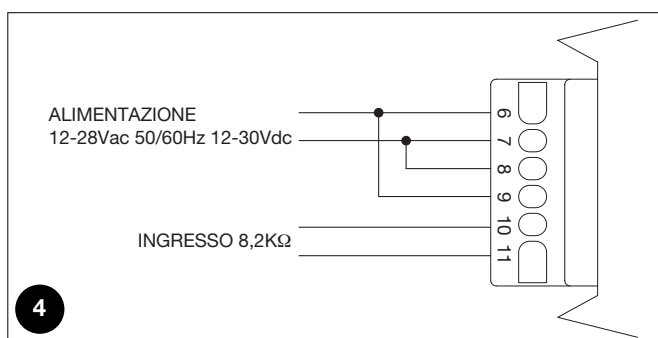 ALIMENTAZIONE
12-28Vac 50/60Hz 12-30Vdc
INGRESSO 8,2KΩ
6
7
8
9
10
11
4